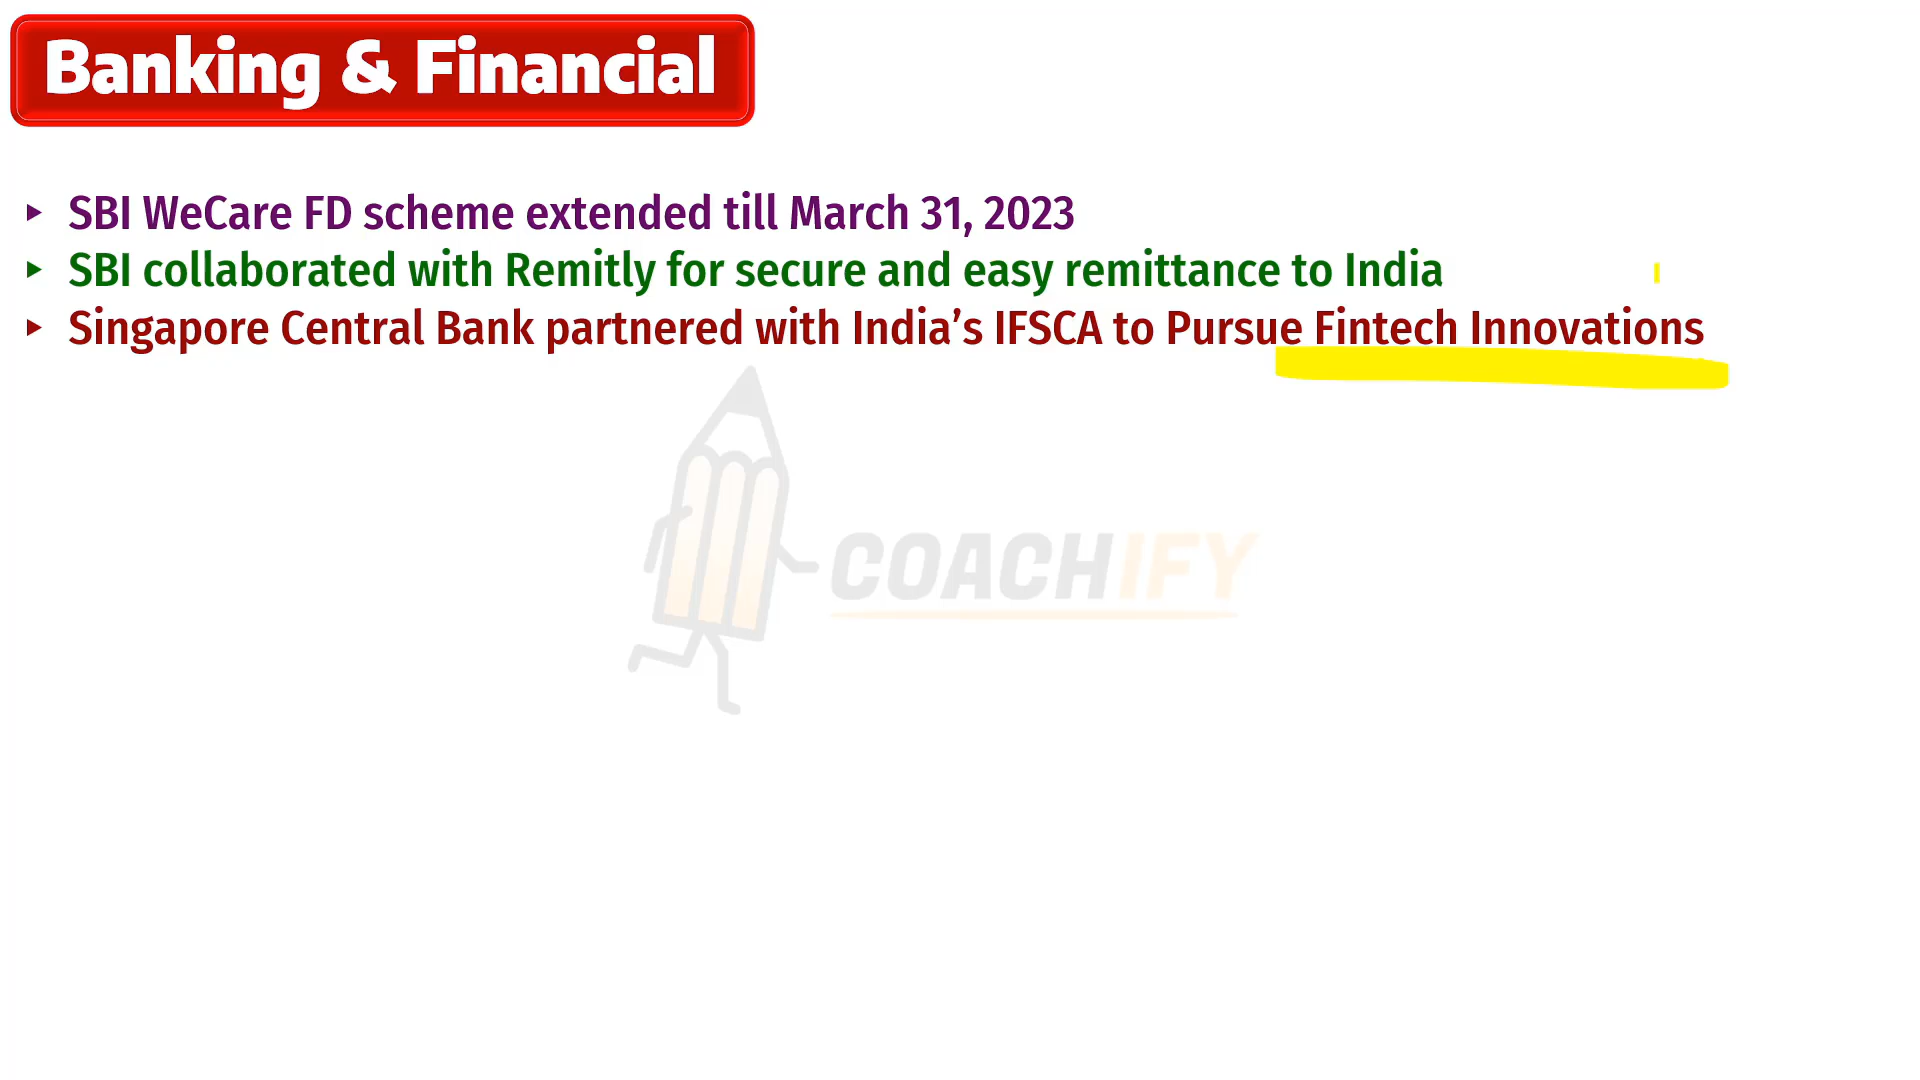 Banking & Financial
‣ SBI WeCare FD scheme extended till March 31, 2023
‣ SBI collaborated with Remitly for secure and easy remittance to India
‣ Singapore Central Bank partnered with India’s IFSCA to Pursue Fintech Innovations
COACHIFY